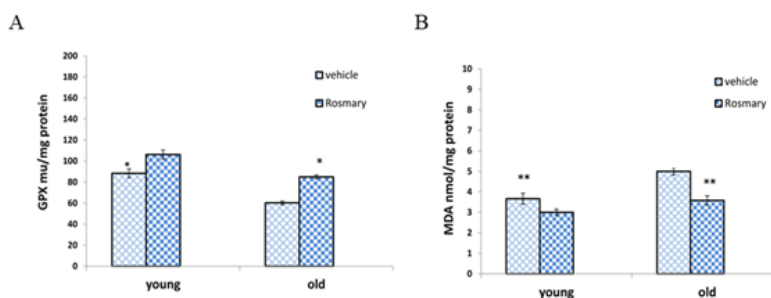 A
GPX mu/mg protein
200
180
160
140
120
100
80
60
40
20
0
vehicle
Rosmary
*
*
young
old
B
MDA nmol/mg protein
10
9
8
7
6
5
4
3
2
1
0
vehicle
Rosmary
**
**
young
old